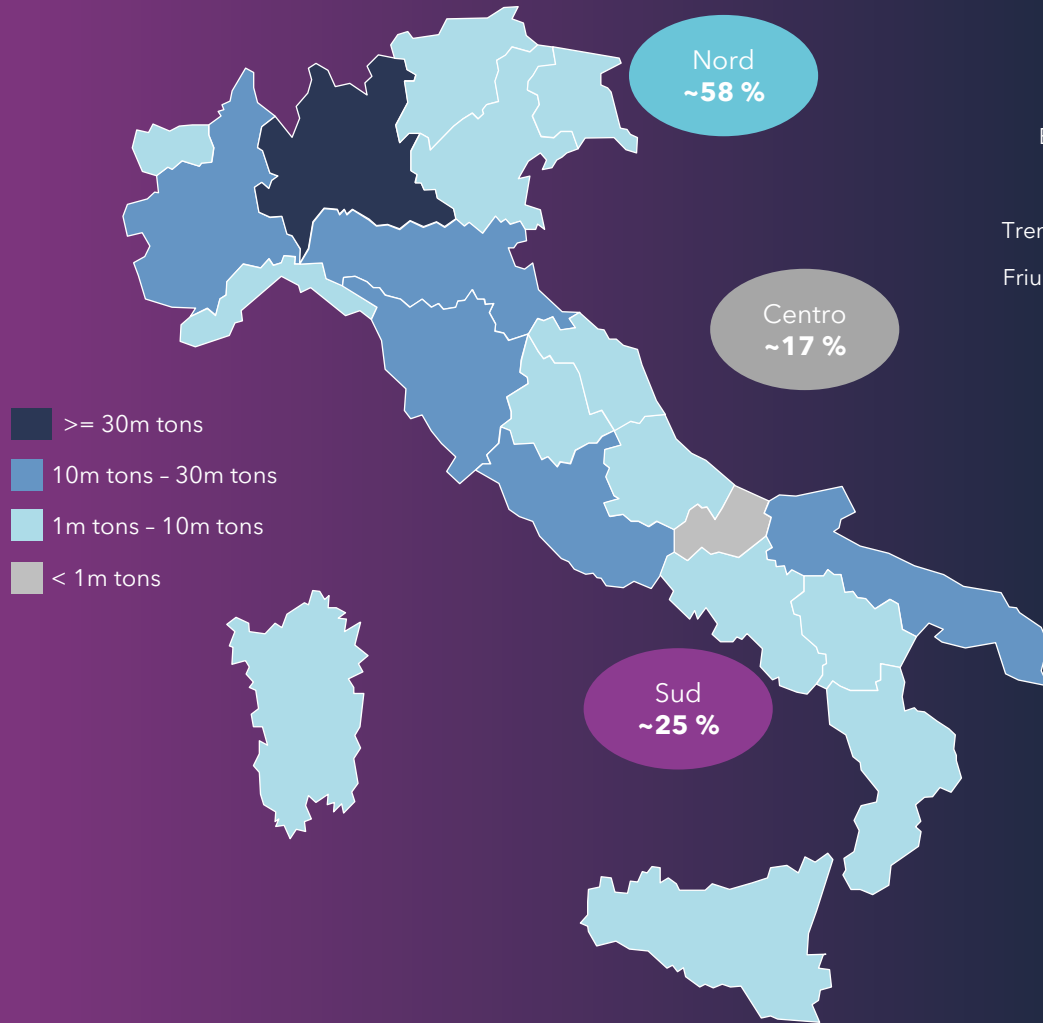 Nord
~58 %
Centro
~17 %
>= 30m tons
10m tons – 30m tons
1m tons – 10m tons
< 1m tons
Sud
~25 %